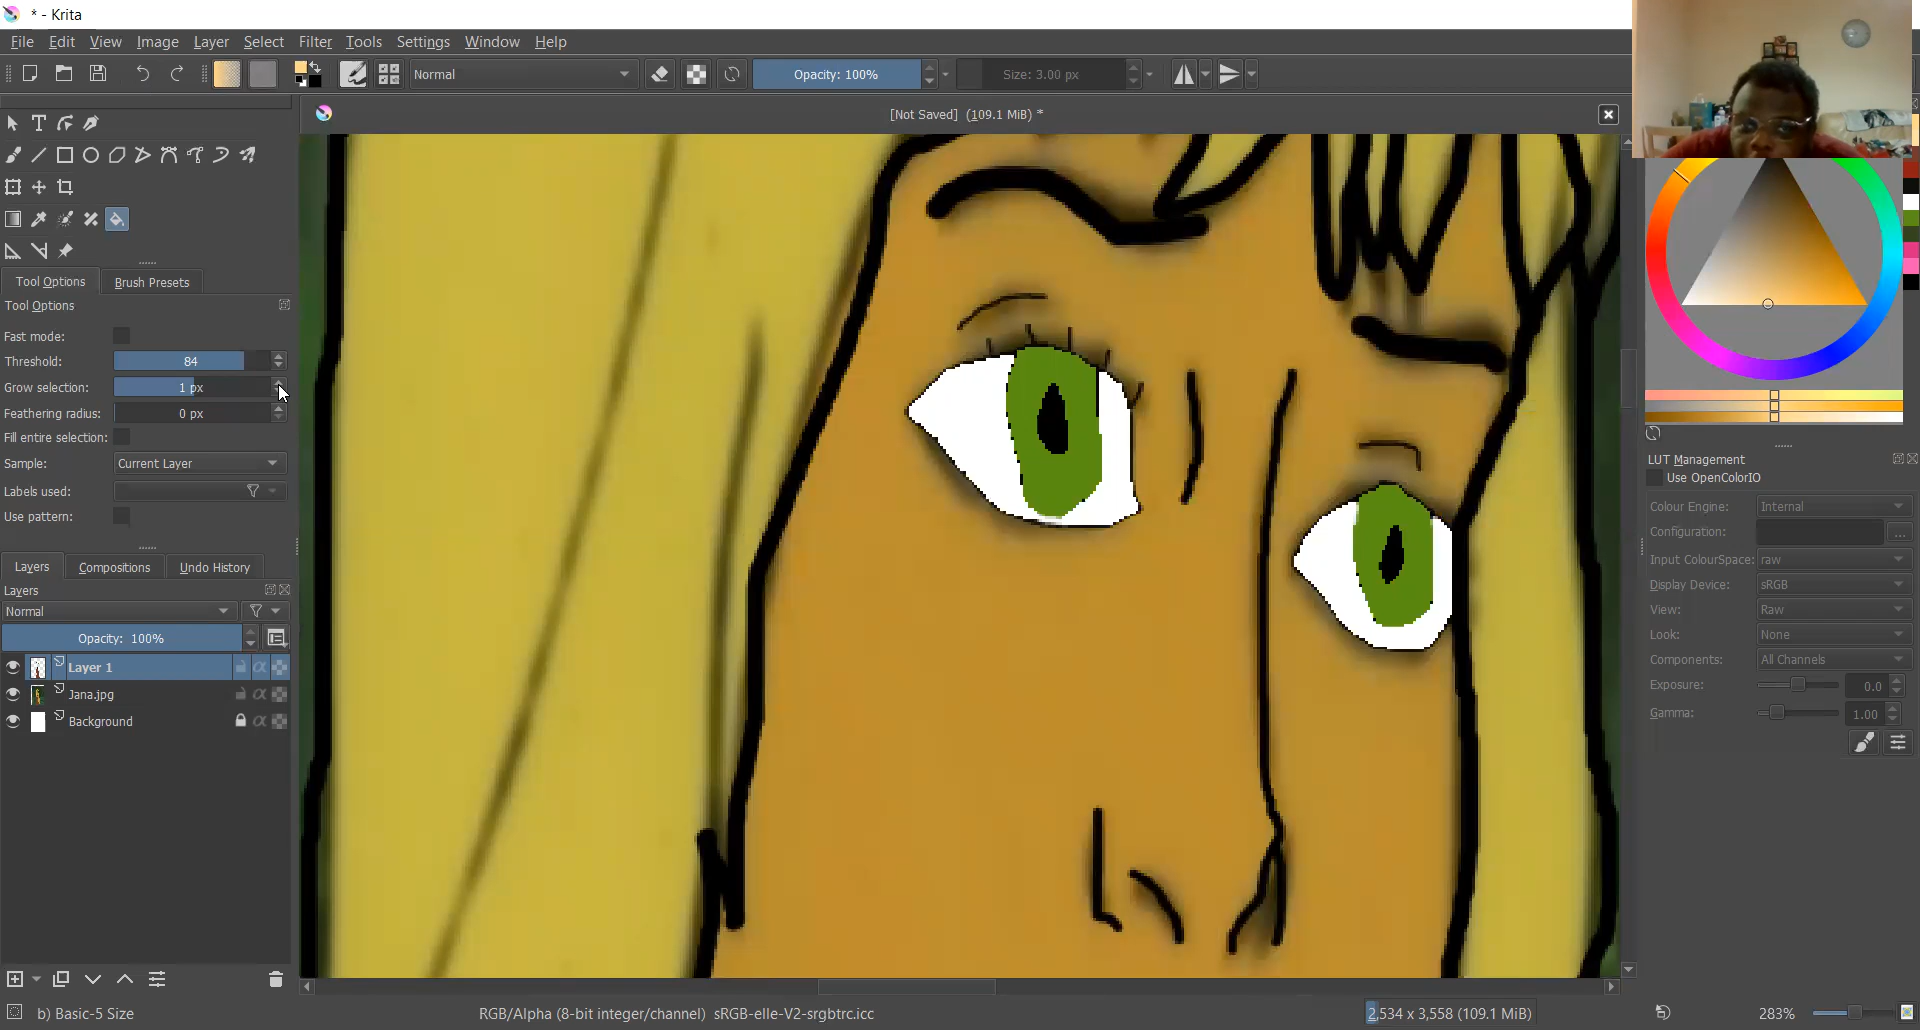 * - Krita
File Edit View Image Layer Select Filter Tools Settings Window Help
Normal Opacity: 100% Size: 3.00 px
[Not Saved] (109.1 MiB) *
Tool Options Brush Presets
Tool Options
Fast mode:
Threshold: 84
Grow selection: 1 px
Feathering radius: 0 px
Fill entire selection:
Sample: Current Layer
Labels used:
Use pattern:
Layers Compositions Undo History
Layers
Normal
Opacity: 100%
Layer 1
Jana.jpg
Background
LUT Management
Use OpenColorIO
Colour Engine: Internal
Configuration: ...
Input ColourSpace: raw
Display Device: sRGB
View: Raw
Look: None
Components: All Channels
Exposure: 0.0
Gamma: 1.00
b) Basic-5 Size
RGB/Alpha (8-bit integer/channel) sRGB-elle-V2-srgbtrc.icc
2,534 x 3,558 (109.1 MiB)
283%